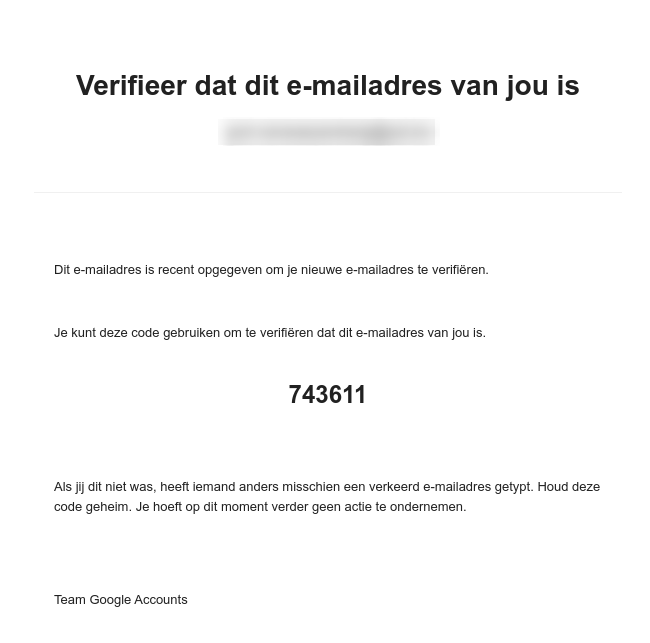 Verifieer dat dit e-mailadres van jou is
Dit e-mailadres is recent opgegeven om je nieuwe e-mailadres te verifiëren.
Je kunt deze code gebruiken om te verifiëren dat dit e-mailadres van jou is.
743611
Als jij dit niet was, heeft iemand anders misschien een verkeerd e-mailadres getypt. Houd deze
code geheim. Je hoeft op dit moment verder geen actie te ondernemen.
Team Google Accounts